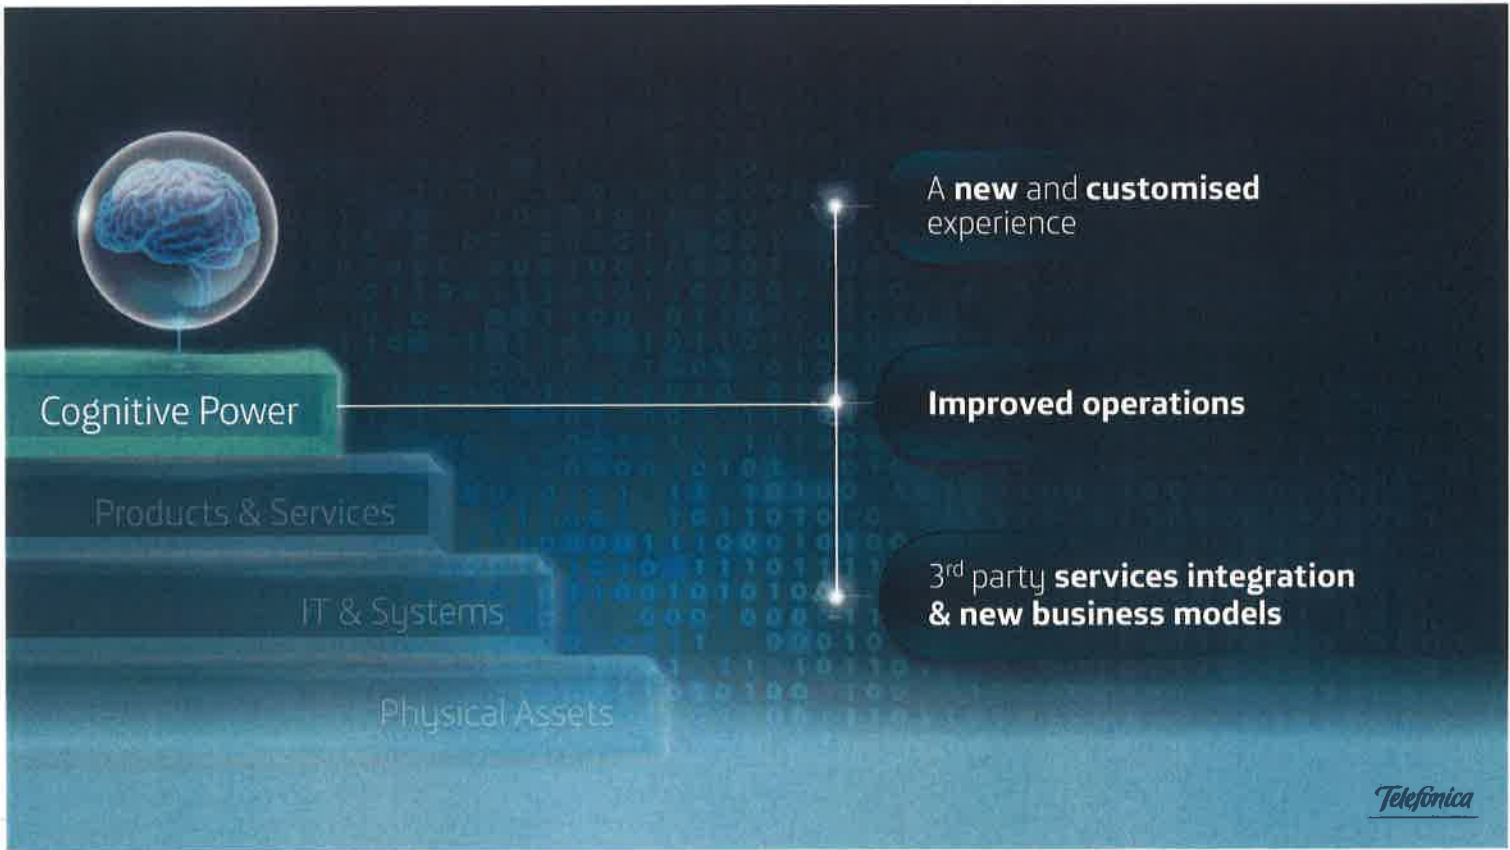 Cognitive Power
Products & Services
IT & Systems
Physical Assets
A new and customised
experience
Improved operations
3rd party services integration
& new business models
Telefónica